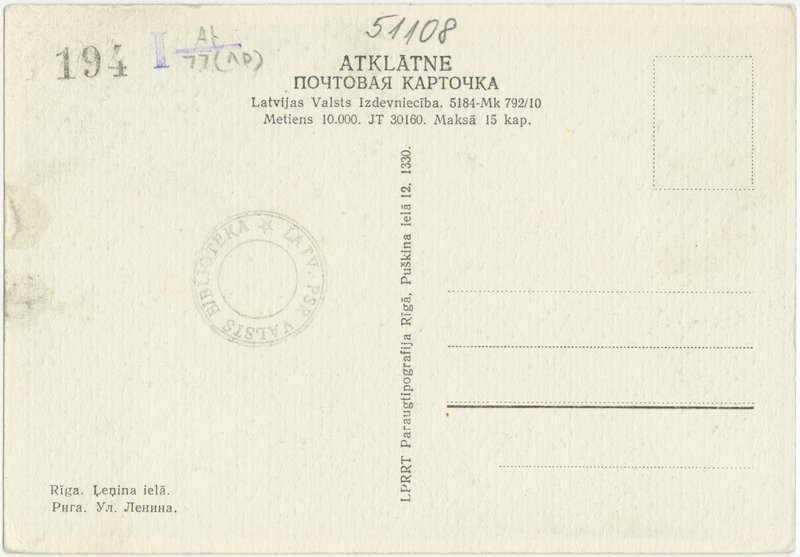 51108
194 I At
77(10)
ATKLĀTNE
ПОЧТОВАЯ КАРТОЧКА
Latvijas Valsts Izdevniecība. 5184-Mk 792/10
Metiens 10.000. JT 30160. Maksā 15 kap.
LATV. PSR VALSTS BIBLIOTEKA
LPRRT Paraugtipografija Rīgā, Puškina ielā 12. 1330.
Rīga. Ļeņina ielā.
Рига. Ул. Ленина.